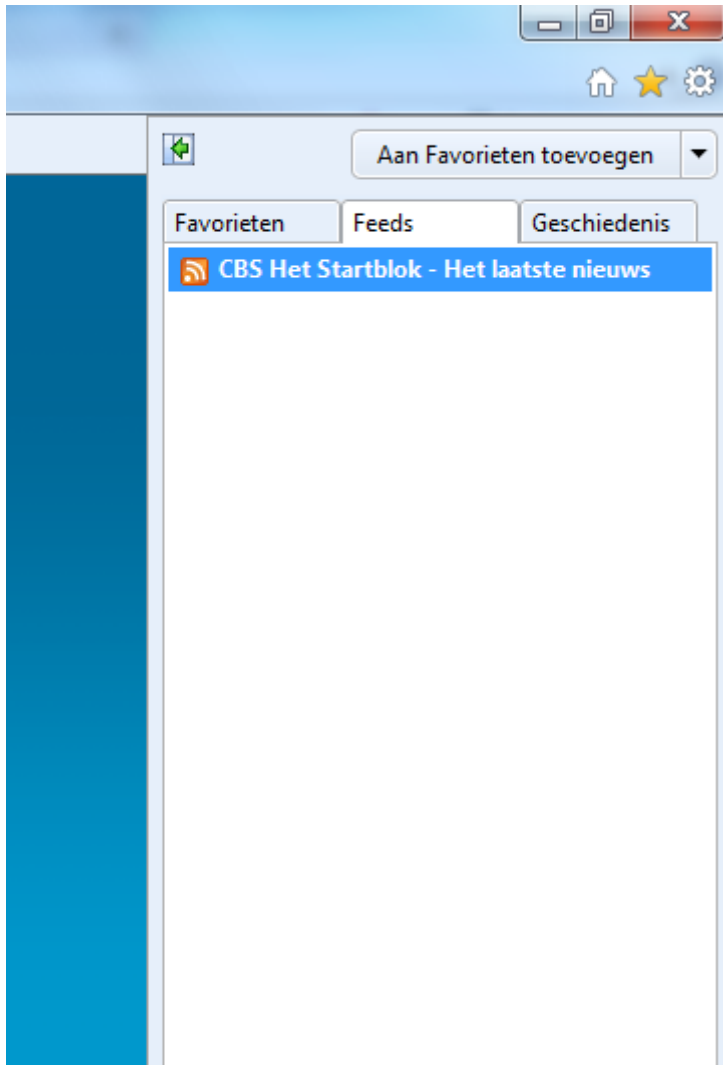 Aan Favorieten toevoegen
Favorieten Feeds Geschiedenis
CBS Het Startblok - Het laatste nieuws